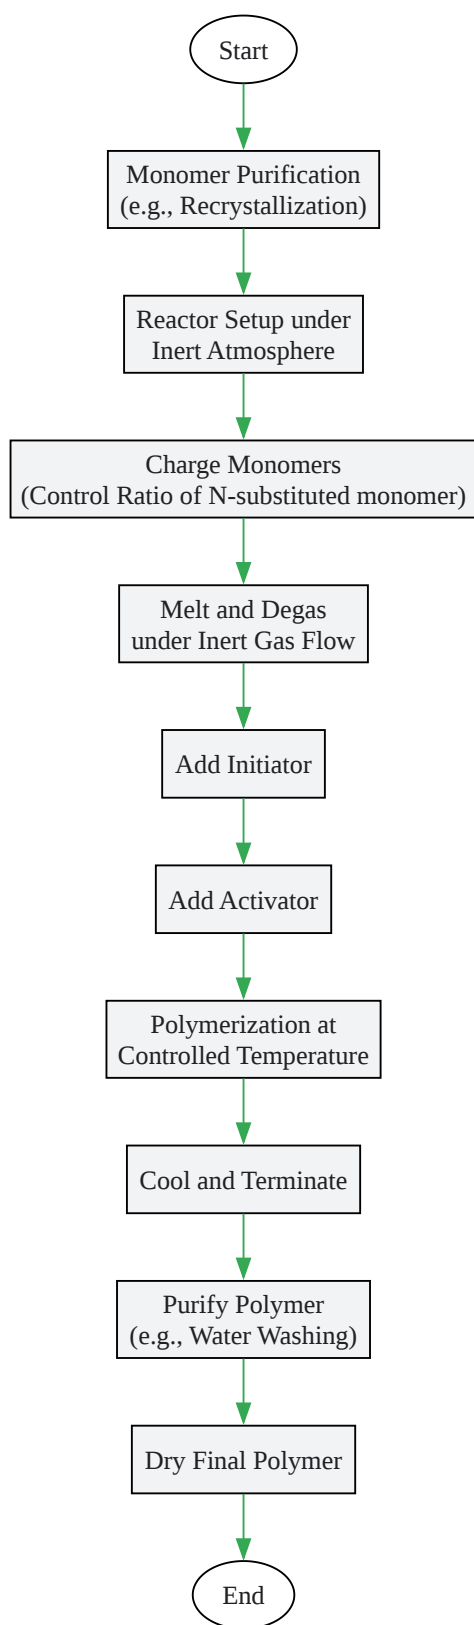 Start
Monomer Purification
(e.g., Recrystallization)
Reactor Setup under
Inert Atmosphere
Charge Monomers
(Control Ratio of N-substituted monomer)
Melt and Degas
under Inert Gas Flow
Add Initiator
Add Activator
Polymerization at
Controlled Temperature
Cool and Terminate
Purify Polymer
(e.g., Water Washing)
Dry Final Polymer
End